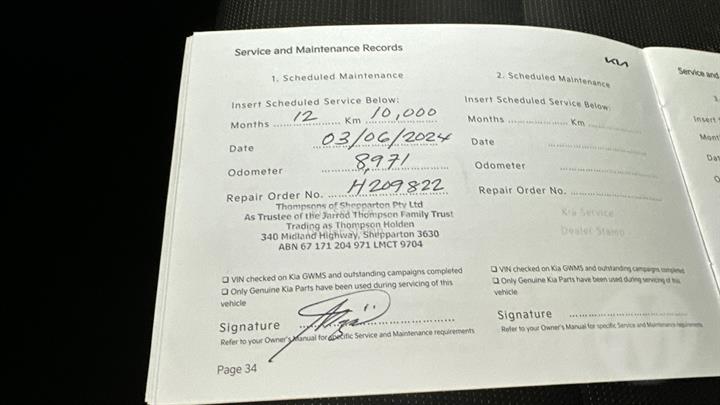 Service and Maintenance Records
1. Scheduled Maintenance
Insert Scheduled Service Below:
Months 12 Km 10,000
Date 03/06/2024
Odometer 8,971
Repair Order No. H209822
Thompsons of Shepparton Pty Ltd
As Trustee of the Jarrod Thompson Family Trust
Trading as Thompson Holden
340 Midland Highway, Shepparton 3630
ABN 67 171 204 971 LMCT 9704
❑ VIN checked on Kia GWMS and outstanding campaigns completed
❑ Only Genuine Kia Parts have been used during servicing of this
vehicle
Signature
Refer to your Owner's Manual for specific Service and Maintenance requirements
Page 34
KIA
2. Scheduled Maintenance
Insert Scheduled Service Below:
Months Km
Date
Odometer
Repair Order No.
Kia Service
Dealer Stamp
❑ VIN checked on Kia GWMS and outstanding campaigns completed
❑ Only Genuine Kia Parts have been used during servicing of this
vehicle
Signature
Refer to your Owner's Manual for specific Service and Maintenance requirements
Service and
3.
Insert